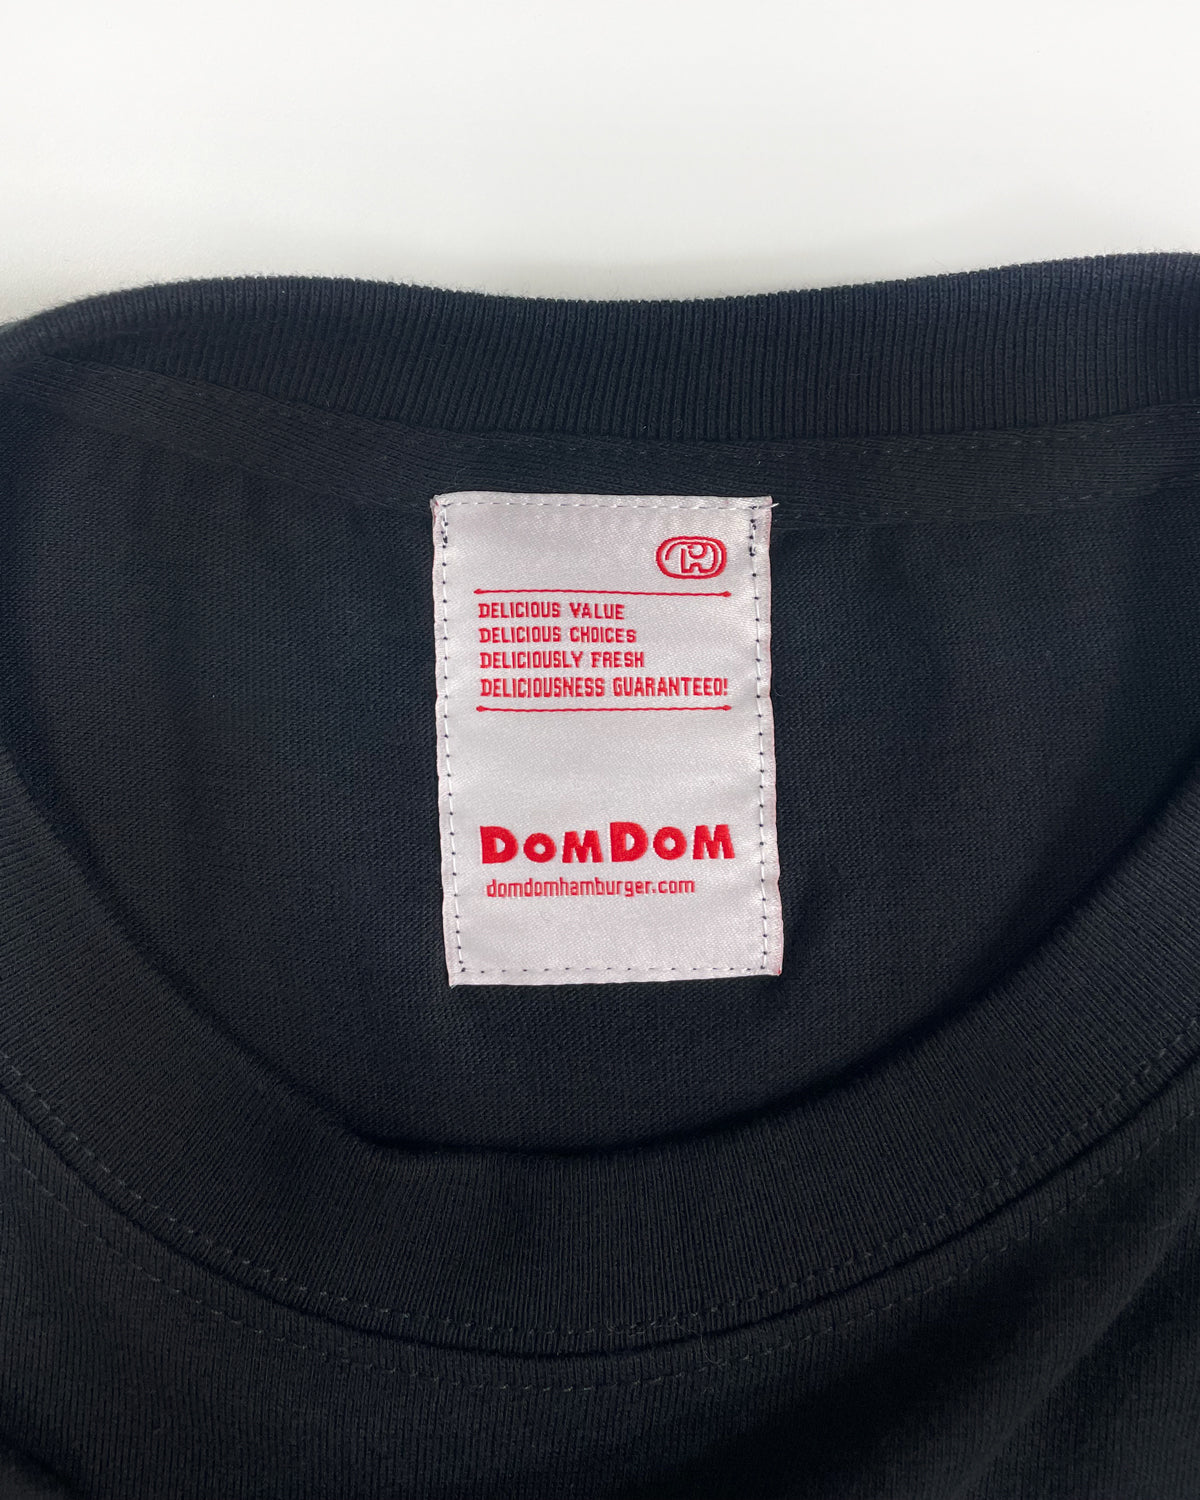 DELICIOUS VALUE
DELICIOUS CHOICES
DELICIOUSLY FRESH
DELICIOUSNESS GUARANTEED!
DOMDOM
domdomhamburger.com